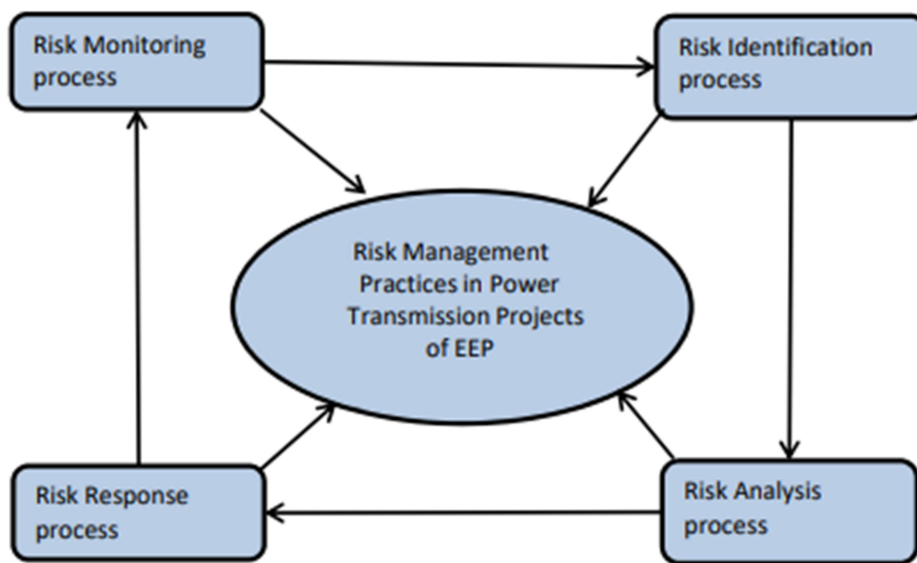 Risk Monitoring
process
Risk Identification
process
Risk Management
Practices in Power
Transmission Projects
of EEP
Risk Response
process
Risk Analysis
process